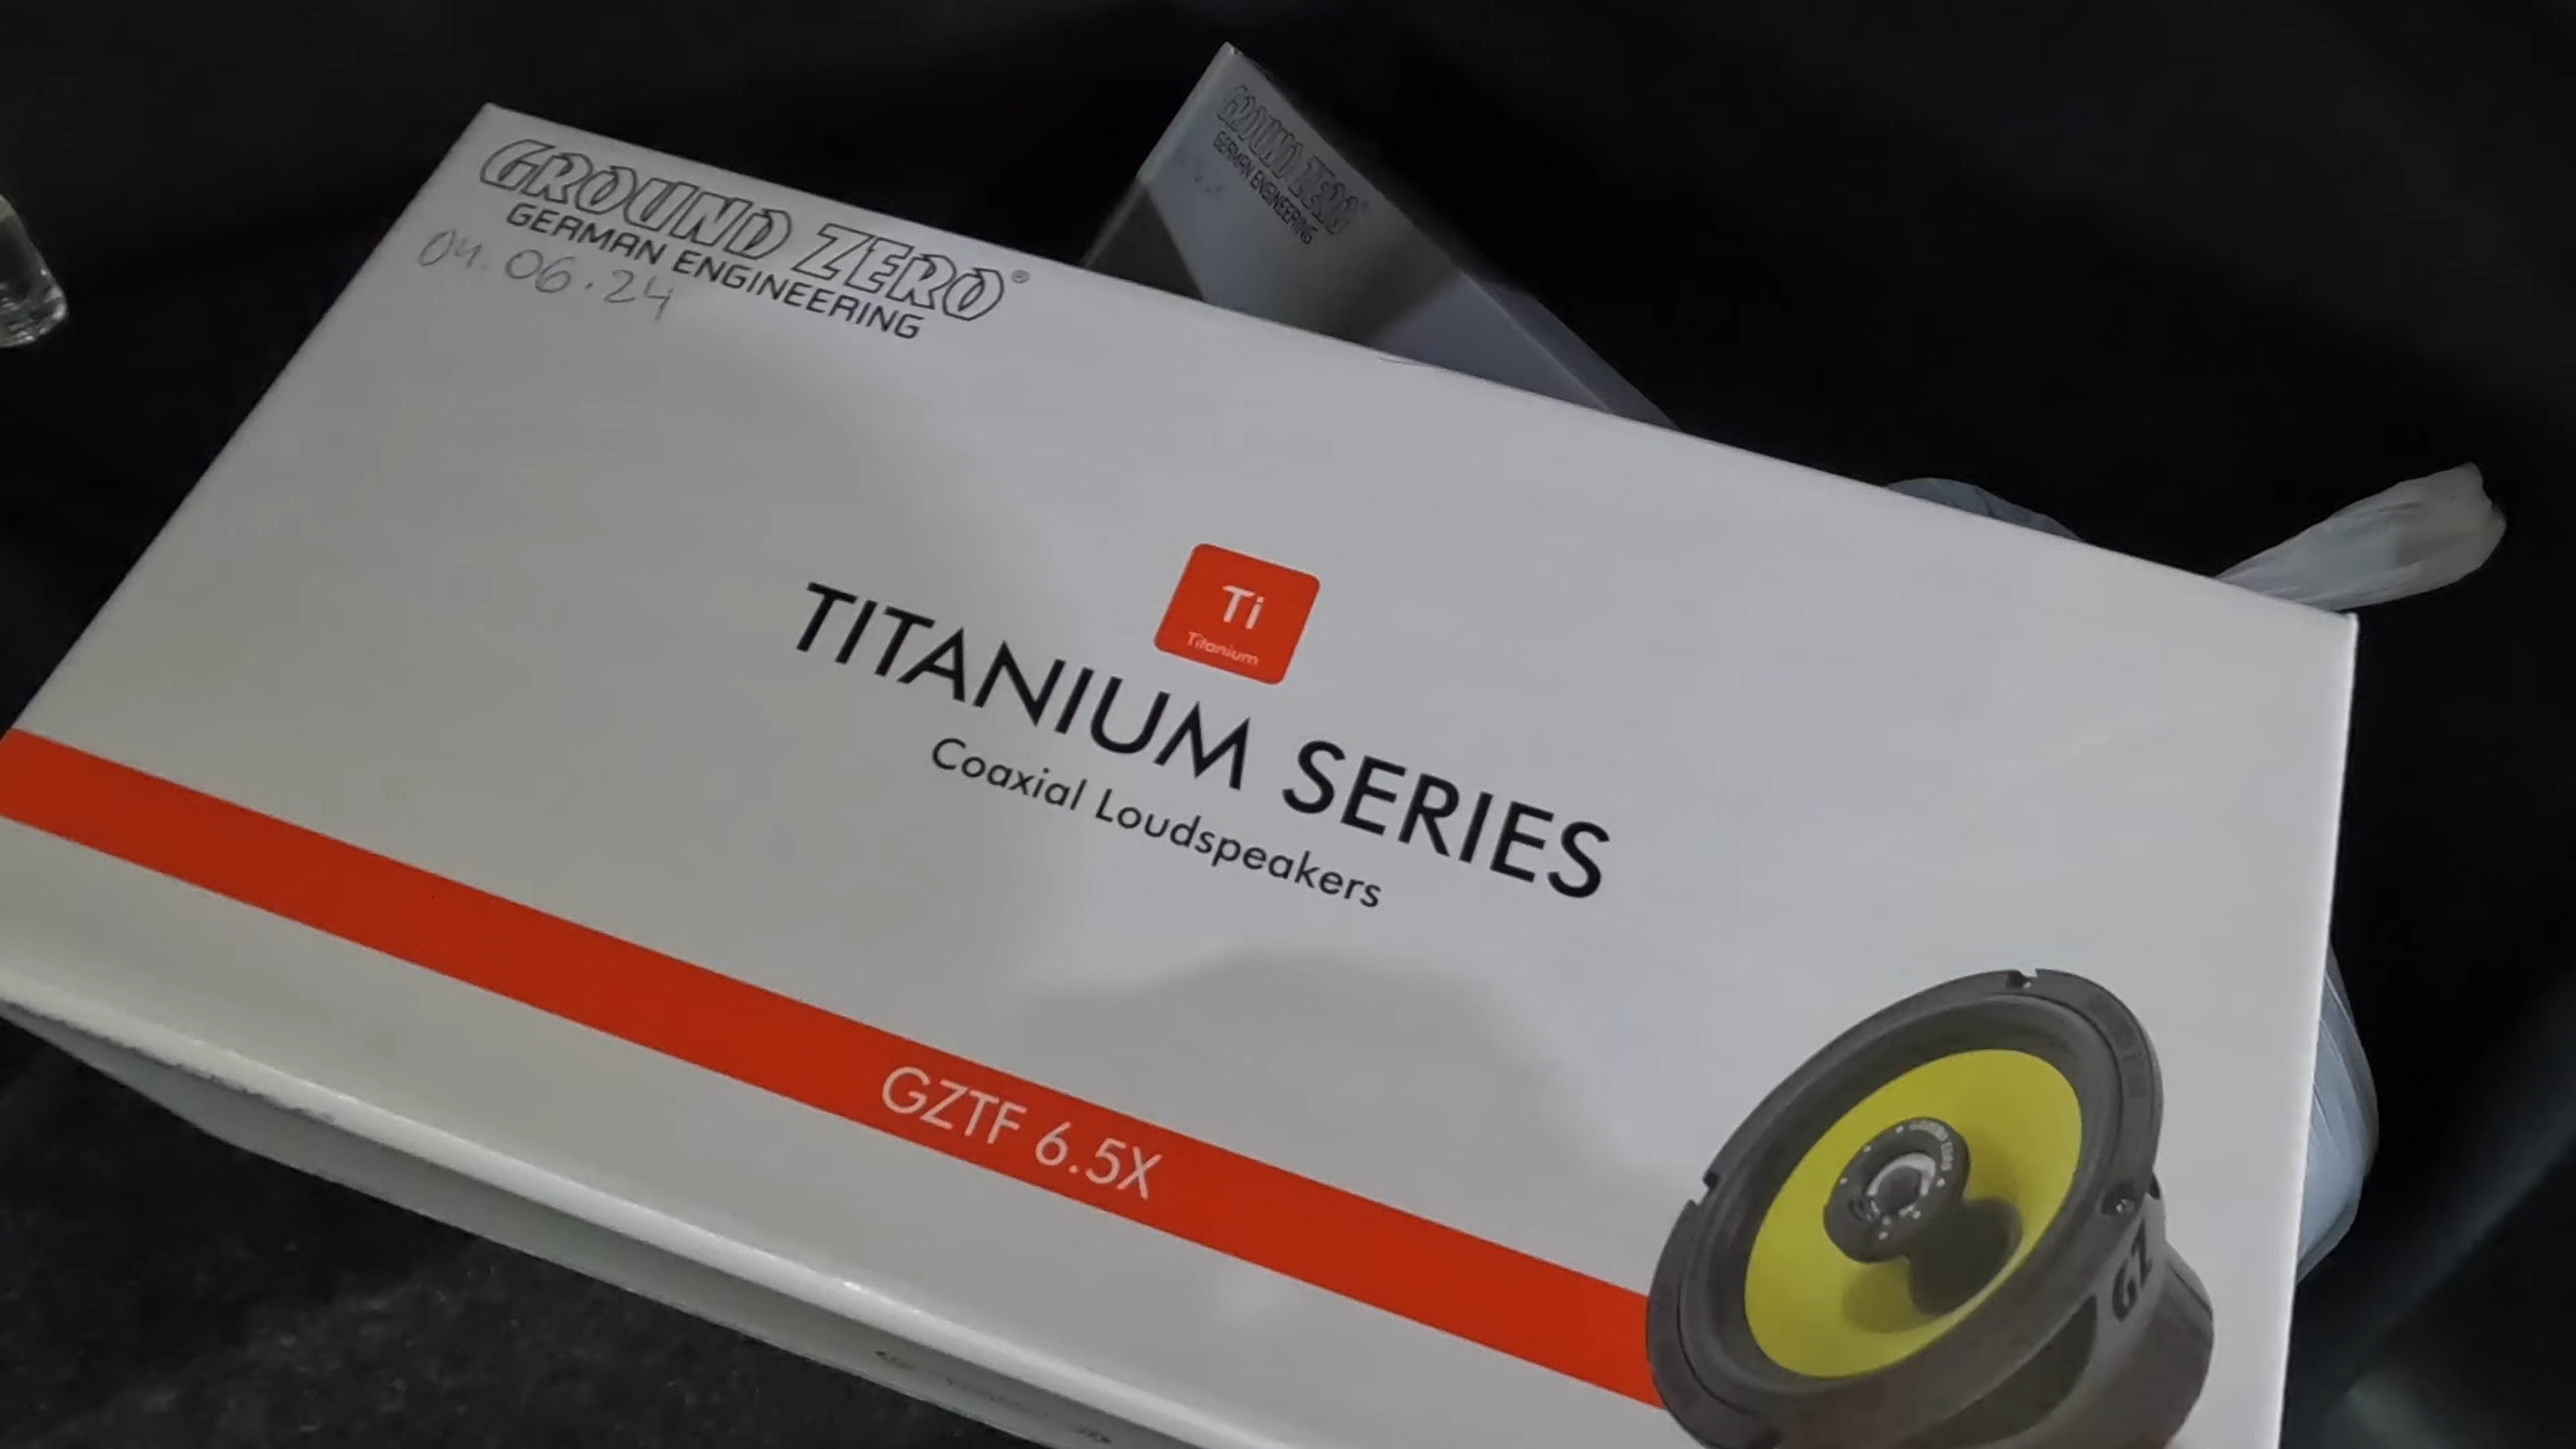 GROUND ZERO®
GERMAN ENGINEERING
04.06.24
GROUND ZERO
GERMAN ENGINEERING
Ti
Titanium
TITANIUM SERIES
Coaxial Loudspeakers
GZTF 6.5X
GZ